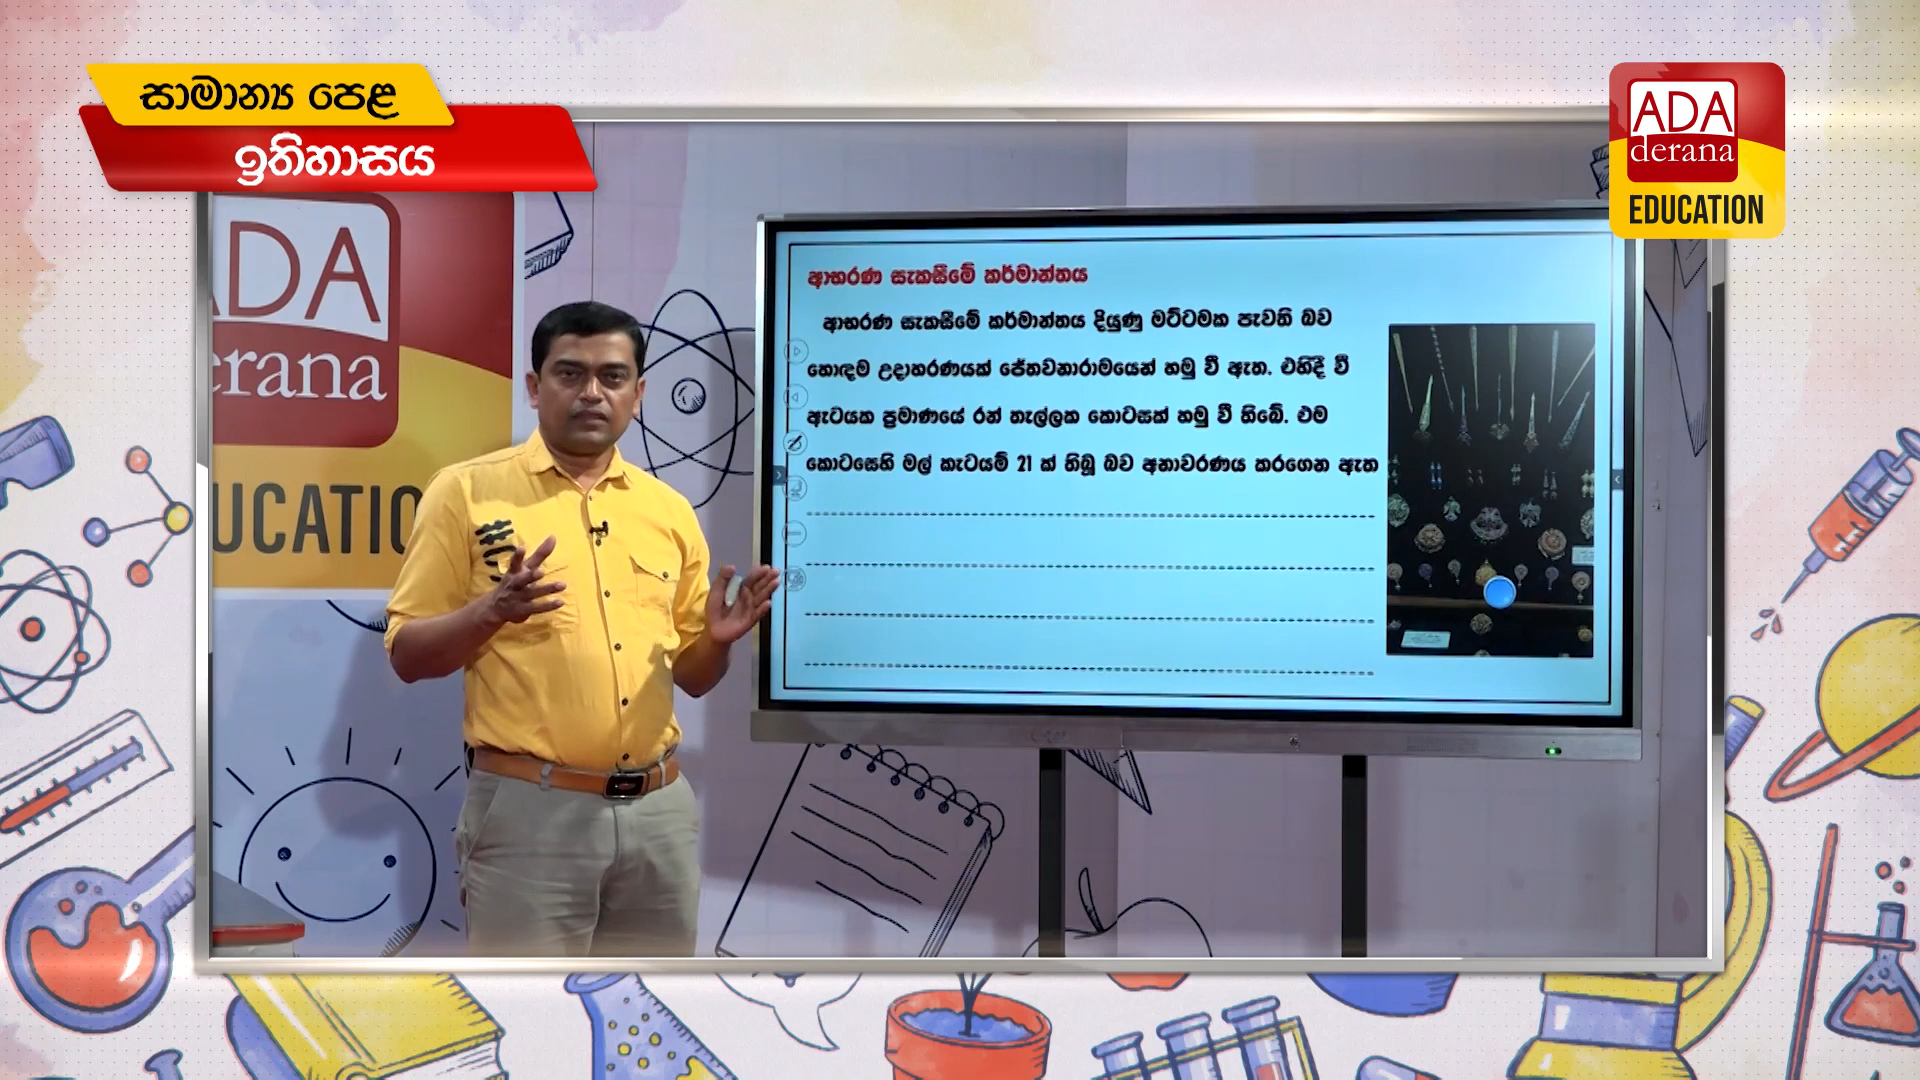 සාමාන්‍ය පෙළ
ඉතිහාසය
ADA
derana
EDUCATION
ADA
derana
EDUCATIO
ආභරණ සැකසීමේ කර්මාන්තය
ආභරණ සැකසීමේ කර්මාන්තය දියුණු මට්ටමක පැවති බව
හොඳම උදාහරණයක් ජේතවනාරාමයෙන් හමු වී ඇත. එහිදී වී
ඇටයක ප්‍රමාණයේ රන් තැල්ලක කොටසක් හමු වී තිබේ. එම
කොටසෙහි මල් කැටයම් 21 ක් තිබූ බව අනාවරණය කරගෙන ඇත